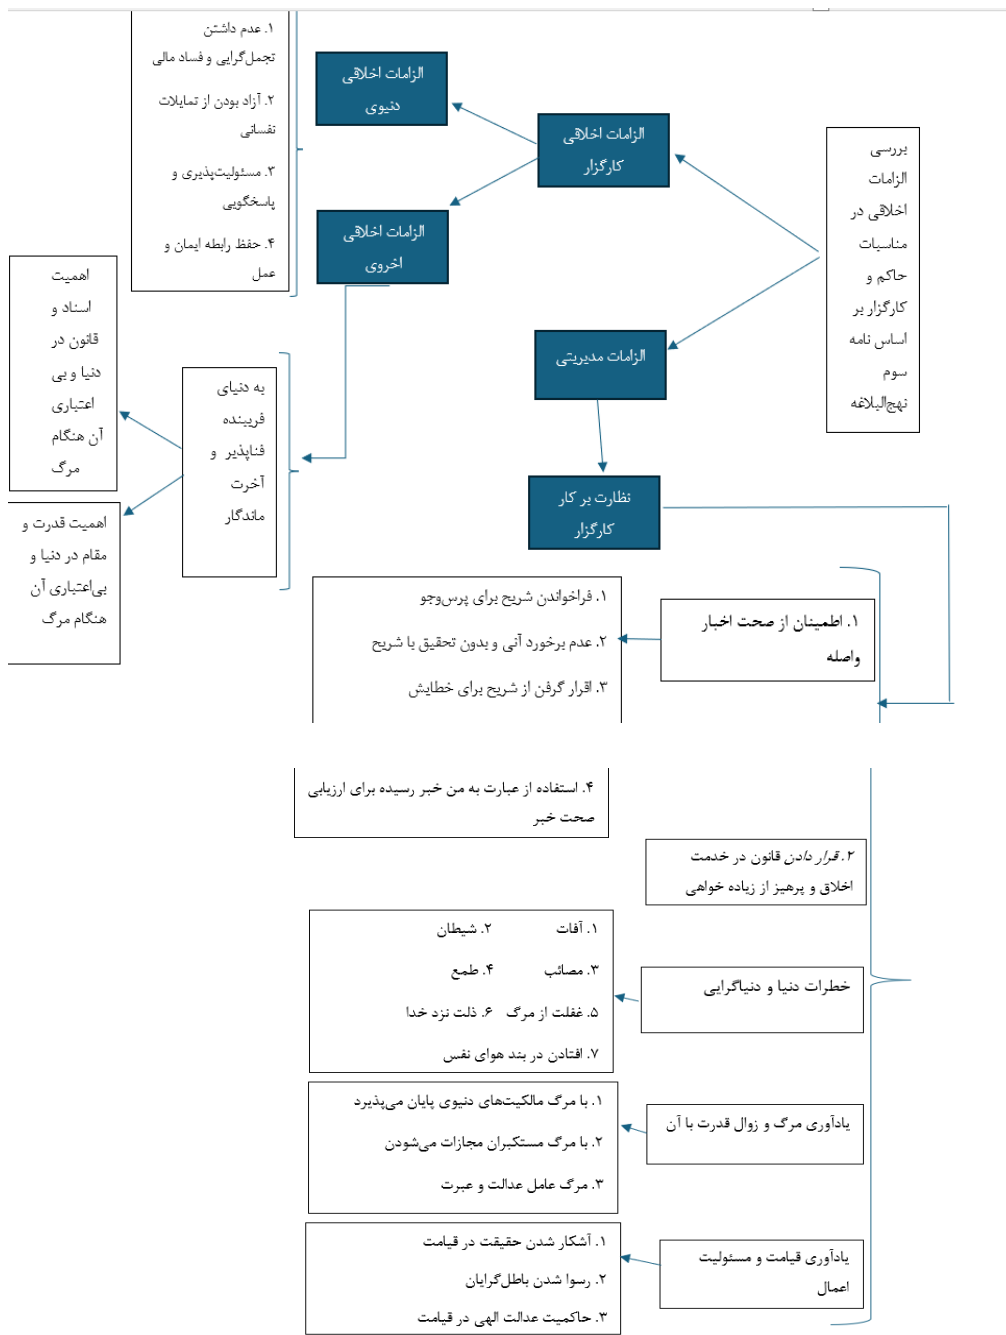 بررسی
الزامات
اخلاقی در
مناسبات
حاکم و
کارگزار بر
اساس نامه
سوم
نهج‌البلاغه
الزامات اخلاقی
کارگزار
الزامات اخلاقی
دنیوی
۱. عدم داشتن
تجمل‌گرایی و فساد مالی
۲. آزاد بودن از تمایلات
نفسانی
۳. مسئولیت‌پذیری و
پاسخگویی
۴. حفظ رابطه ایمان و
عمل
الزامات اخلاقی
اخروی
به دنیای
فریبنده
فناپذیر و
آخرت
ماندگار
اهمیت
اسناد و
قانون در
دنیا و بی
اعتباری
آن هنگام
مرگ
اهمیت قدرت و
مقام در دنیا و
بی‌اعتباری آن
هنگام مرگ
الزامات مدیریتی
نظارت بر کار
کارگزار
۱. اطمینان از صحت اخبار
واصله
۱. فراخواندن شریح برای پرس‌وجو
۲. عدم برخورد آنی و بدون تحقیق با شریح
۳. اقرار گرفن از شریح برای خطایش
۴. استفاده از عبارت به من خبر رسیده برای ارزیابی
صحت خبر
۲. قرار دادن قانون در خدمت
اخلاق و پرهیز از زیاده خواهی
خطرات دنیا و دنیاگرایی
۱. آفات ۲. شیطان
۳. مصائب ۴. طمع
۵. غفلت از مرگ ۶. ذلت نزد خدا
۷. افتادن در بند هوای نفس
یادآوری مرگ و زوال قدرت با آن
۱. با مرگ مالکیت‌های دنیوی پایان می‌پذیرد
۲. با مرگ مستکبران مجازات می‌شودن
۳. مرگ عامل عدالت و عبرت
یادآوری قیامت و مسئولیت
اعمال
۱. آشکار شدن حقیقت در قیامت
۲. رسوا شدن باطل‌گرایان
۳. حاکمیت عدالت الهی در قیامت